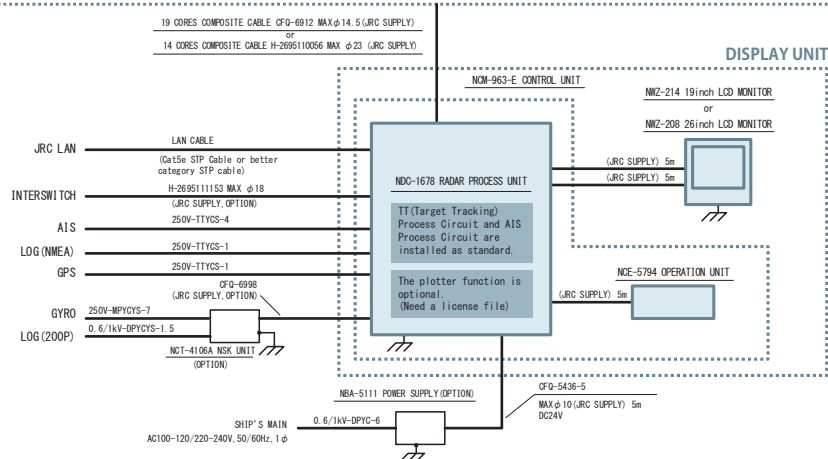 19 CORES COMPOSITE CABLE CFQ-6912 MAXφ14.5(JRC SUPPLY)
or
14 CORES COMPOSITE CABLE H-2695110056 MAX φ23 (JRC SUPPLY)
DISPLAY UNIT
NCM-963-E CONTROL UNIT
NWZ-214 19inch LCD MONITOR
or
NWZ-208 26inch LCD MONITOR
JRC LAN
LAN CABLE
(Cat5e STP Cable or better
category STP cable)
INTERSWITCH
H-2695111153 MAX φ18
(JRC SUPPLY,OPTION)
AIS
250V-TTYCS-4
LOG(NMEA)
250V-TTYCS-1
GPS
250V-TTYCS-1
CFQ-6998
(JRC SUPPLY,OPTION)
GYRO
250V-MPYCYS-7
LOG(200P)
0.6/1kV-DPYCYS-1.5
NCT-4106A NSK UNIT
(OPTION)
NDC-1678 RADAR PROCESS UNIT
TT(Target Tracking)
Process Circuit and AIS
Process Circuit are
installed as standard.
The plotter function is
optional.
(Need a license file)
(JRC SUPPLY) 5m
(JRC SUPPLY) 5m
NCE-5794 OPERATION UNIT
(JRC SUPPLY) 5m
NBA-5111 POWER SUPPLY(OPTION)
CFQ-5436-5
MAXφ10(JRC SUPPLY) 5m
DC24V
SHIP'S MAIN
0.6/1kV-DPYC-6
AC100-120/220-240V,50/60Hz,1φ